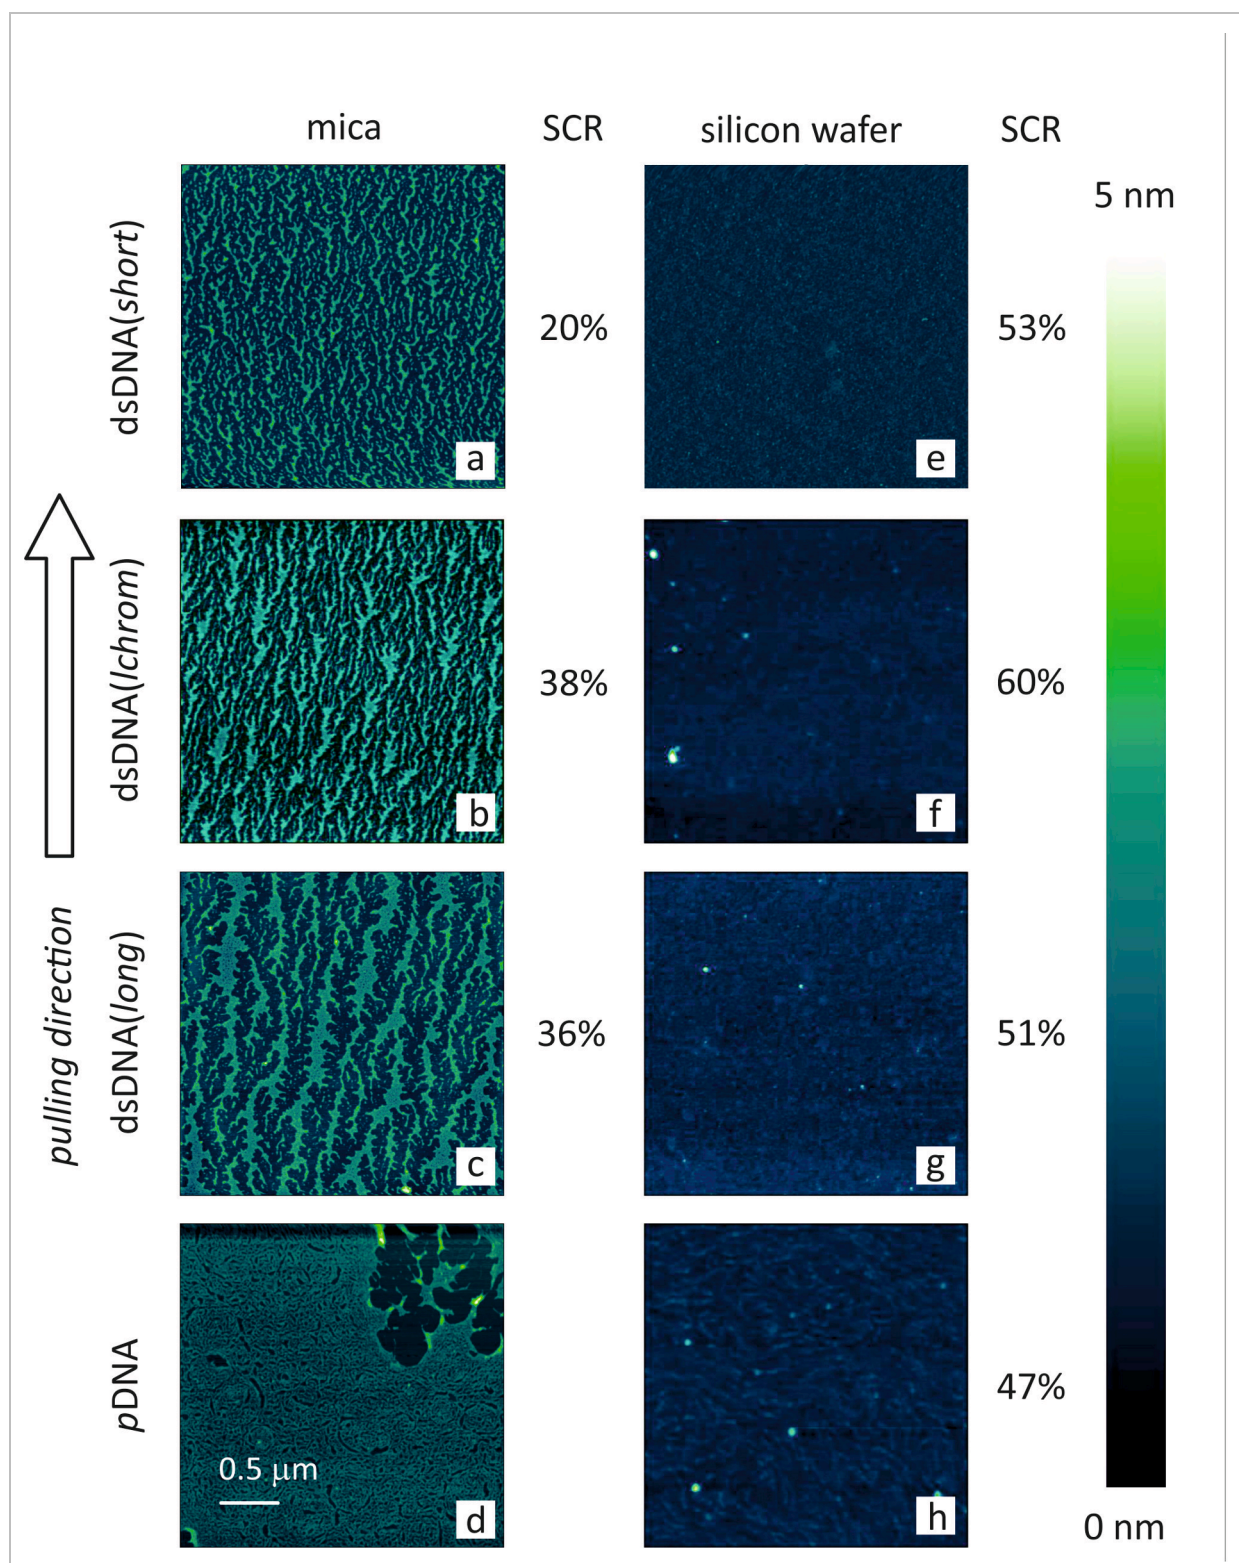 mica SCR silicon wafer SCR
5 nm
dsDNA(short) 20% 53%
a e
dsDNA(lchrom) 38% 60%
b f
pulling direction
dsDNA(long) 36% 51%
c g
pDNA 47%
0.5 μm
d h
0 nm